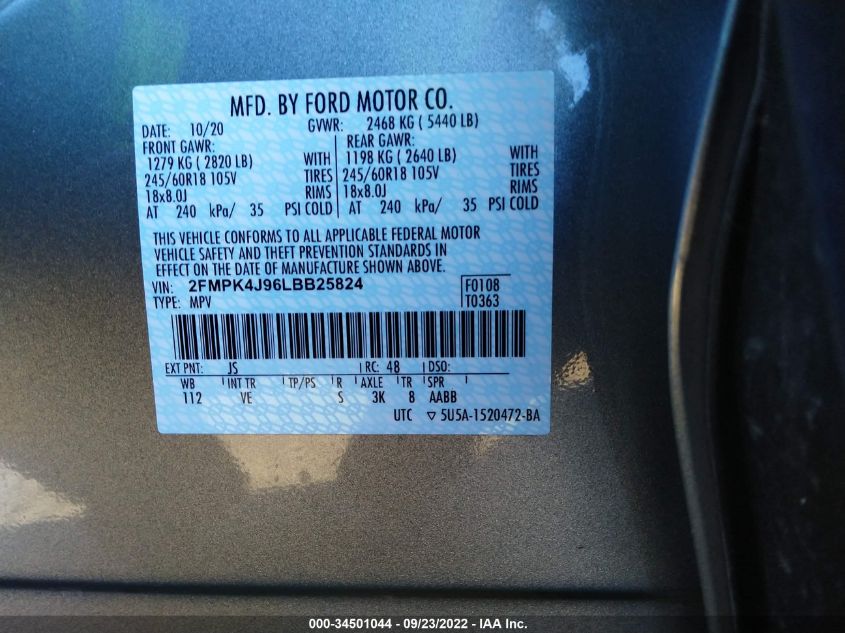 MFD. BY FORD MOTOR CO.
DATE: 10/20 GVWR: 2468 KG ( 5440 LB)
FRONT GAWR: REAR GAWR:
1279 KG ( 2820 LB) WITH 1198 KG ( 2640 LB) WITH
245/60R18 105V TIRES 245/60R18 105V TIRES
18x8.0J RIMS 18x8.0J RIMS
AT 240 kPa/ 35 PSI COLD AT 240 kPa/ 35 PSI COLD
THIS VEHICLE CONFORMS TO ALL APPLICABLE FEDERAL MOTOR
VEHICLE SAFETY AND THEFT PREVENTION STANDARDS IN
EFFECT ON THE DATE OF MANUFACTURE SHOWN ABOVE.
VIN: 2FMPK4J96LBB25824 F0108
TYPE: MPV T0363
EXT PNT: JS RC: 48 DSO:
WB INT TR TP/PS R AXLE TR SPR
112 VE S 3K 8 AABB
UTC ▽ 5U5A-1520472-BA
000-34501044 - 09/23/2022 - IAA Inc.